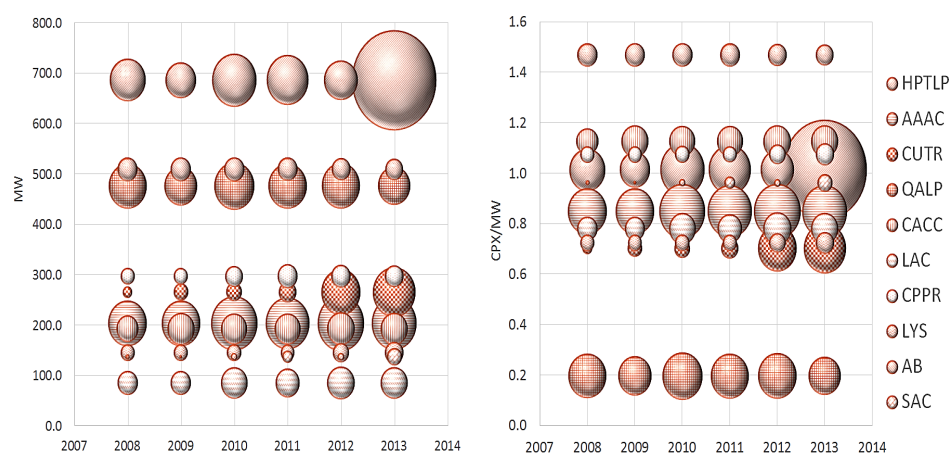 800.0
700.0
600.0
500.0
400.0
300.0
200.0
100.0
0.0
MW
2007 2008 2009 2010 2011 2012 2013 2014
1.6
1.4
1.2
1.0
0.8
0.6
0.4
0.2
0.0
CPX/MW
2007 2008 2009 2010 2011 2012 2013 2014
HPTLP
AAAC
CUTR
QALP
CACC
LAC
CPPR
LYS
AB
SAC